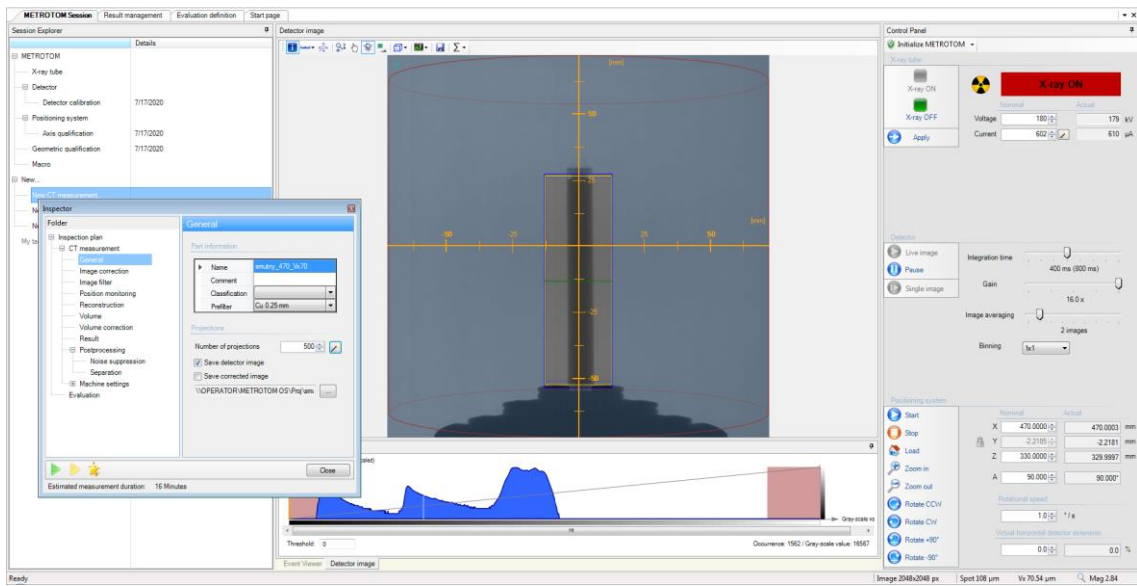 METROTOM Session
Result management
Evaluation definition
Start page
Session Explorer
Details
METROTOM
X-ray tube
Detector
Detector calibration 7/17/2020
Positioning system
Axis qualification 7/17/2020
Geometric qualification 7/17/2020
Macro
New...
New CT measurement...
Inspector
Folder
Inspection plan
CT measurement
General
Image correction
Image filter
Position monitoring
Reconstruction
Volume
Volume correction
Result
Postprocessing
Noise suppression
Separation
Machine settings
Evaluation
General
Part information
Name smutny_470_Vx70
Comment
Classification
Prefilter Cu 0.25 mm
Projections
Number of projections 500
Save detector image
Save corrected image
...
Close
Estimated measurement duration: 16 Minutes
Detector image
[mm]
50
25
-50
-25
25
50
[mm]
-25
-50
Threshold: 0
Occurrence: 1562 / Gray-scale value: 16567
Event Viewer
Detector image
Control Panel
Initialize METROTOM
X-ray tube
X-ray ON
X-ray OFF
Apply
X-ray ON
Nominal Actual
Voltage 180 179 kV
Current 602 610 µA
Detector
Live image
Pause
Single image
Integration time
400 ms (800 ms)
Gain
16.0 x
Image averaging
2 images
Binning 1x1
Positioning system
Start
Stop
Load
Zoom in
Zoom out
Rotate CCW
Rotate CW
Rotate +90°
Rotate -90°
Nominal Actual
X 470.0000 470.0003 mm
Y -2.2185 -2.2181 mm
Z 330.0000 329.9997 mm
A 90.000 90.000°
Rotational speed
1.0 ° / s
Virtual horizontal detector extension
0.0 0.0 %
Ready
Image 2048x2048 px
Spot 108 µm
Vx 70.54 µm
Mag 2.84